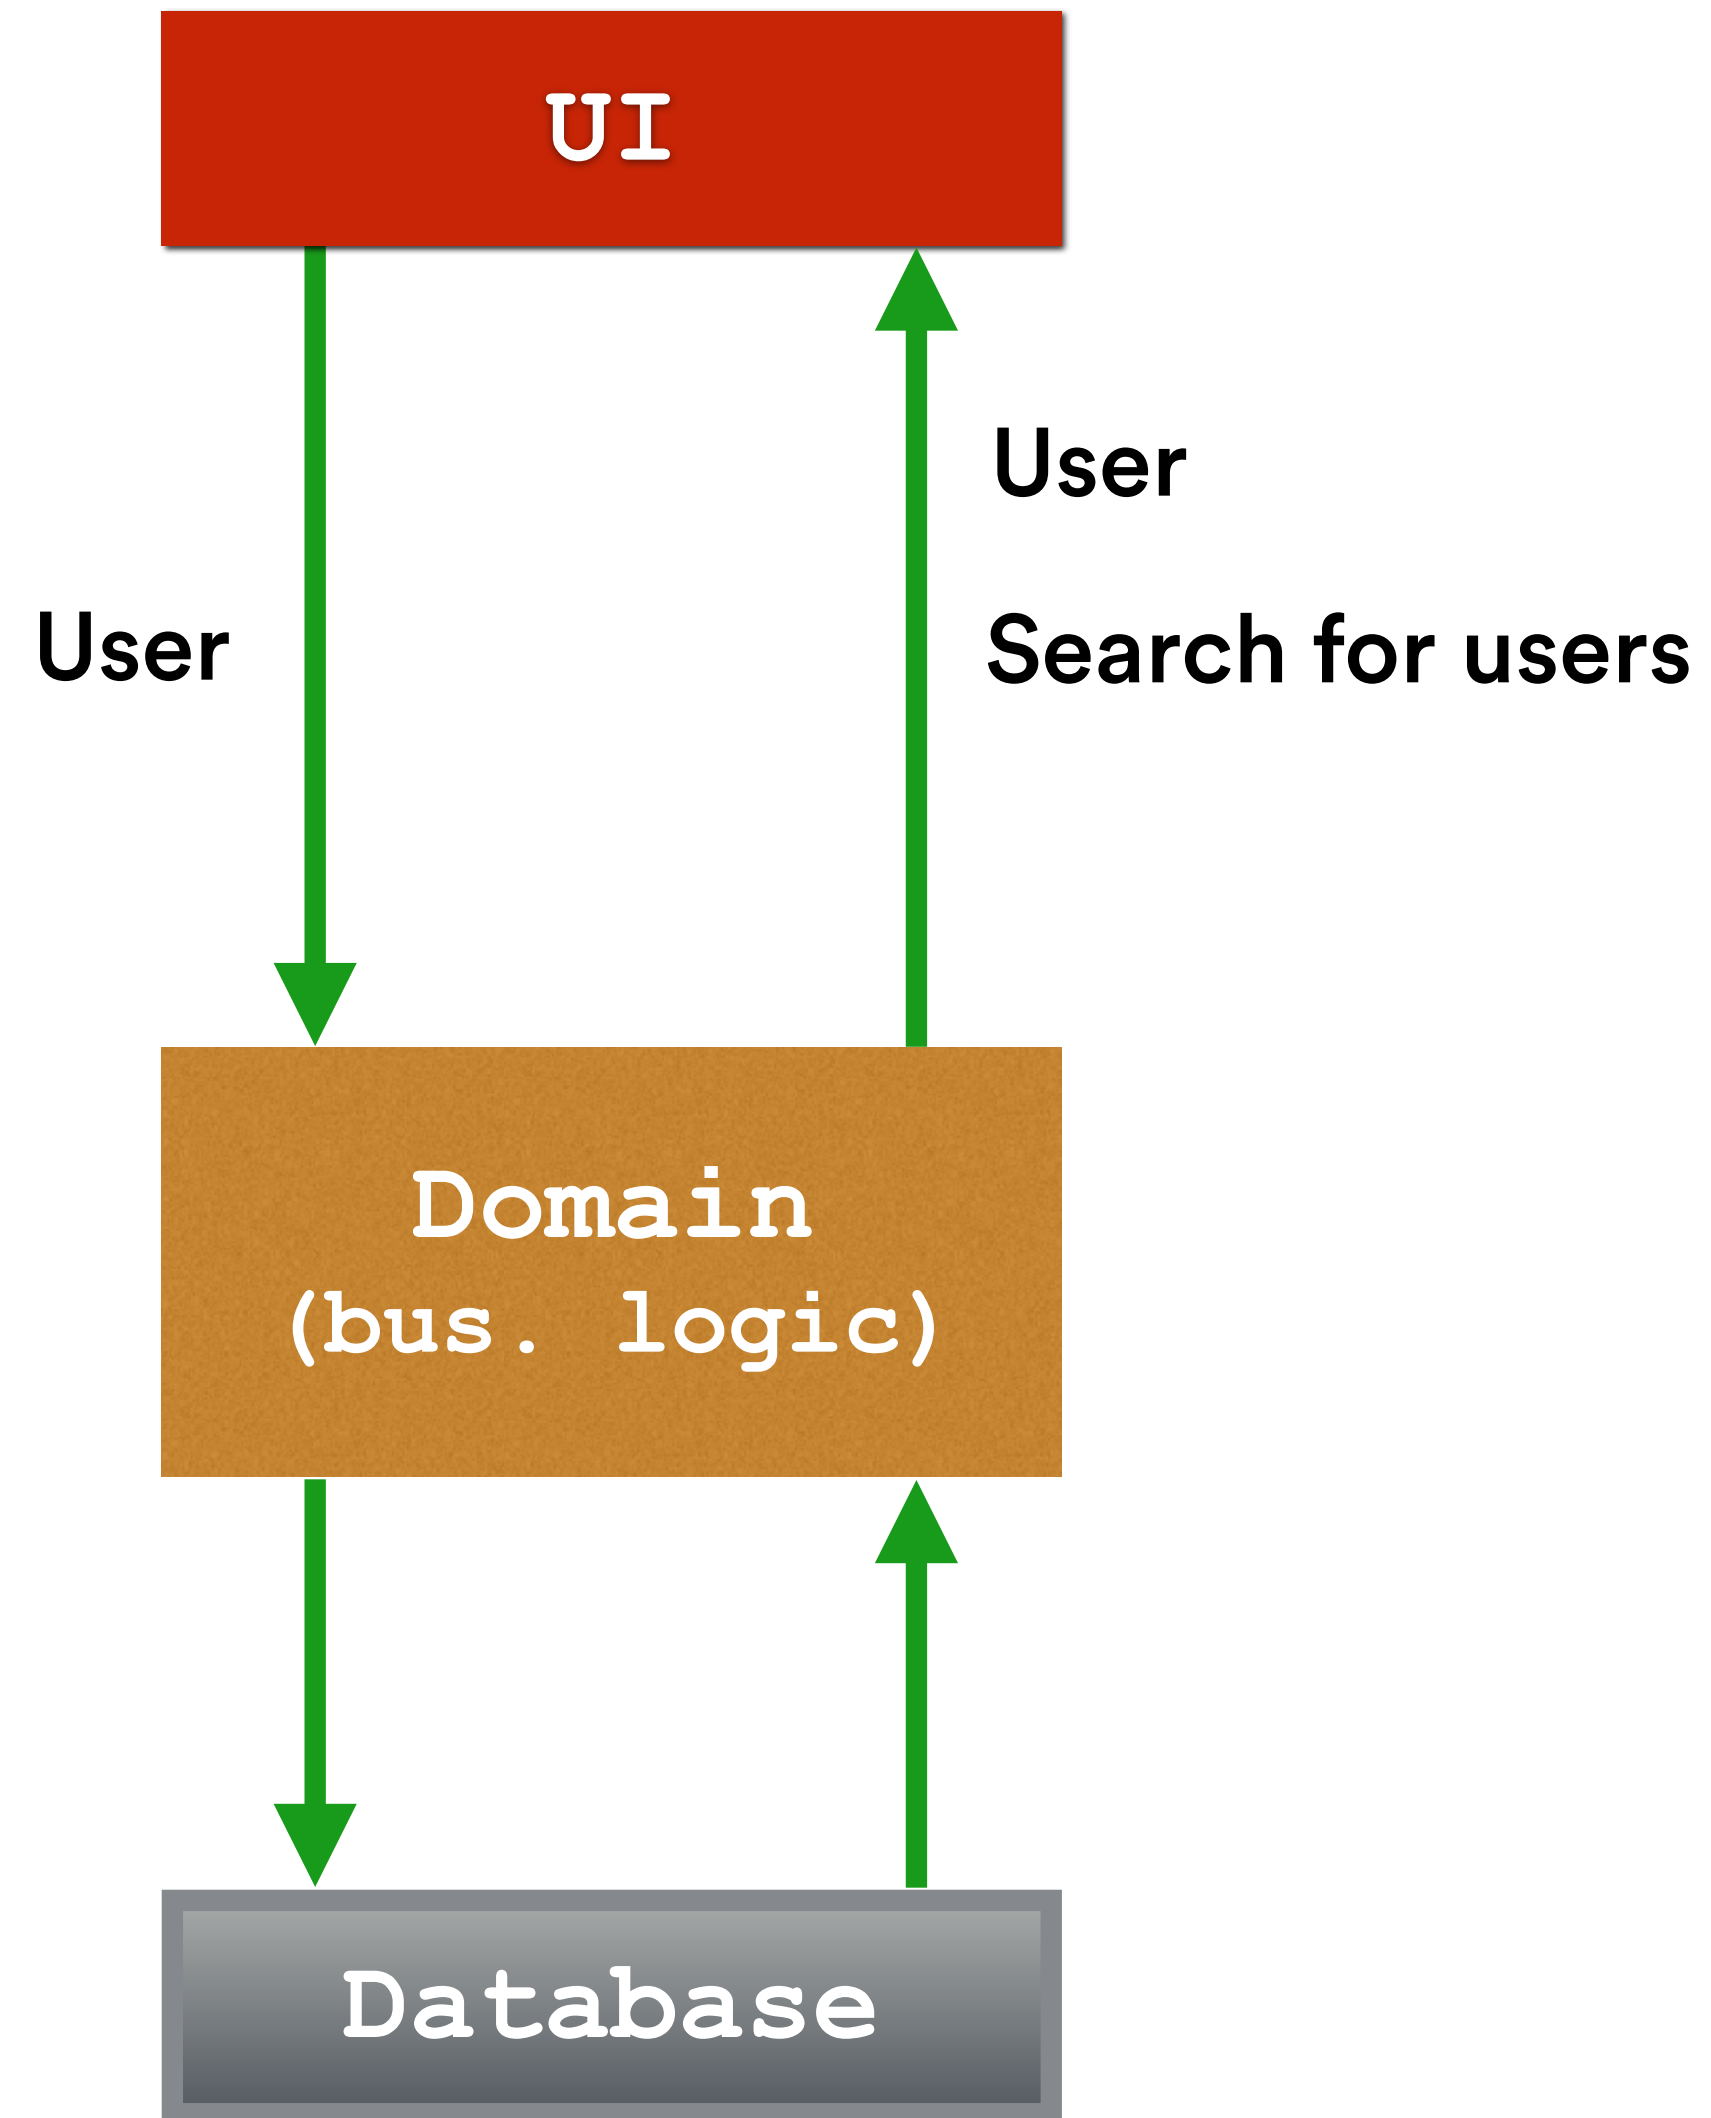 UI
User
User
Search for users
Domain
(bus. logic)
Database